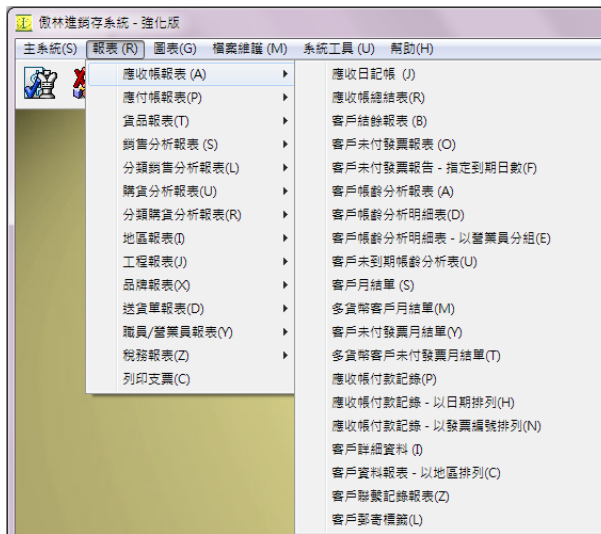 傲林進銷存系統 - 強化版
主系統(S) 報表 (R) 圖表(G) 檔案維護 (M) 系統工具 (U) 幫助(H)
應收帳報表 (A)
應付帳報表(P)
貨品報表(T)
銷售分析報表 (S)
分類銷售分析報表(L)
購貨分析報表(U)
分類購貨分析報表(R)
地區報表(I)
工程報表(J)
品牌報表(X)
送貨單報表(D)
職員/營業員報表(Y)
稅務報表(Z)
列印支票(C)
應收日記帳 (J)
應收帳總結表(R)
客戶結餘報表 (B)
客戶未付發票報表 (O)
客戶未付發票報告 - 指定到期日數(F)
客戶帳齡分析報表 (A)
客戶帳齡分析明細表(D)
客戶帳齡分析明細表 - 以營業員分組(E)
客戶未到期帳齡分析表(U)
客戶月結單 (S)
多貨幣客戶月結單(M)
客戶未付發票月結單(Y)
多貨幣客戶未付發票月結單(T)
應收帳付款記錄(P)
應收帳付款記錄 - 以日期排列(H)
應收帳付款記錄 - 以發票編號排列(N)
客戶詳細資料 (I)
客戶資料報表 - 以地區排列(C)
客戶聯繫記錄報表(Z)
客戶郵寄標籤(L)